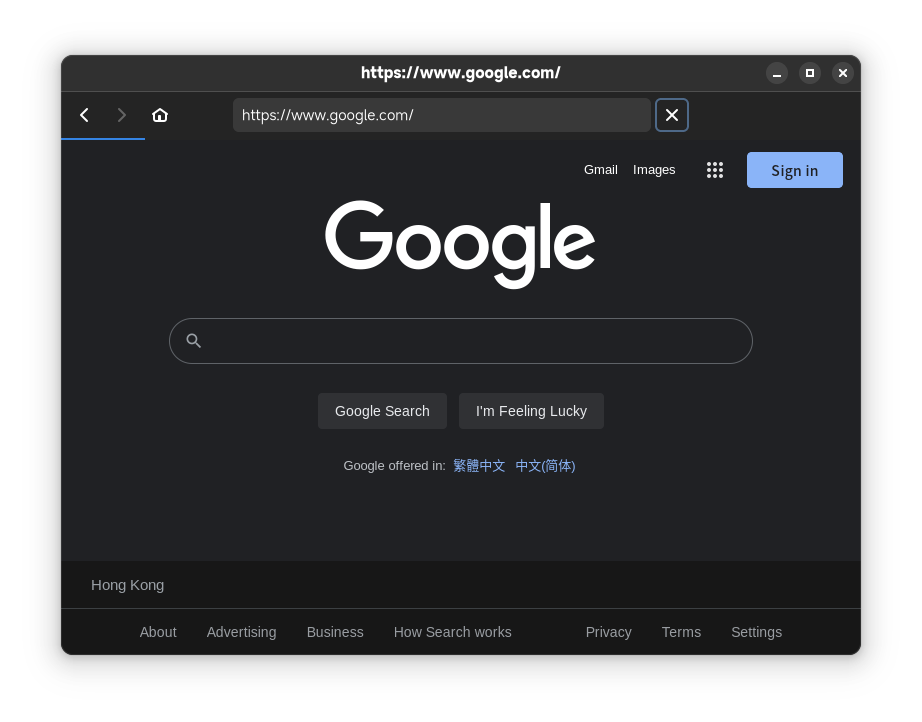 https://www.google.com/
https://www.google.com/
Gmail Images Sign in
Google
Google Search I'm Feeling Lucky
Google offered in: 繁體中文 中文(简体)
Hong Kong
About Advertising Business How Search works Privacy Terms Settings